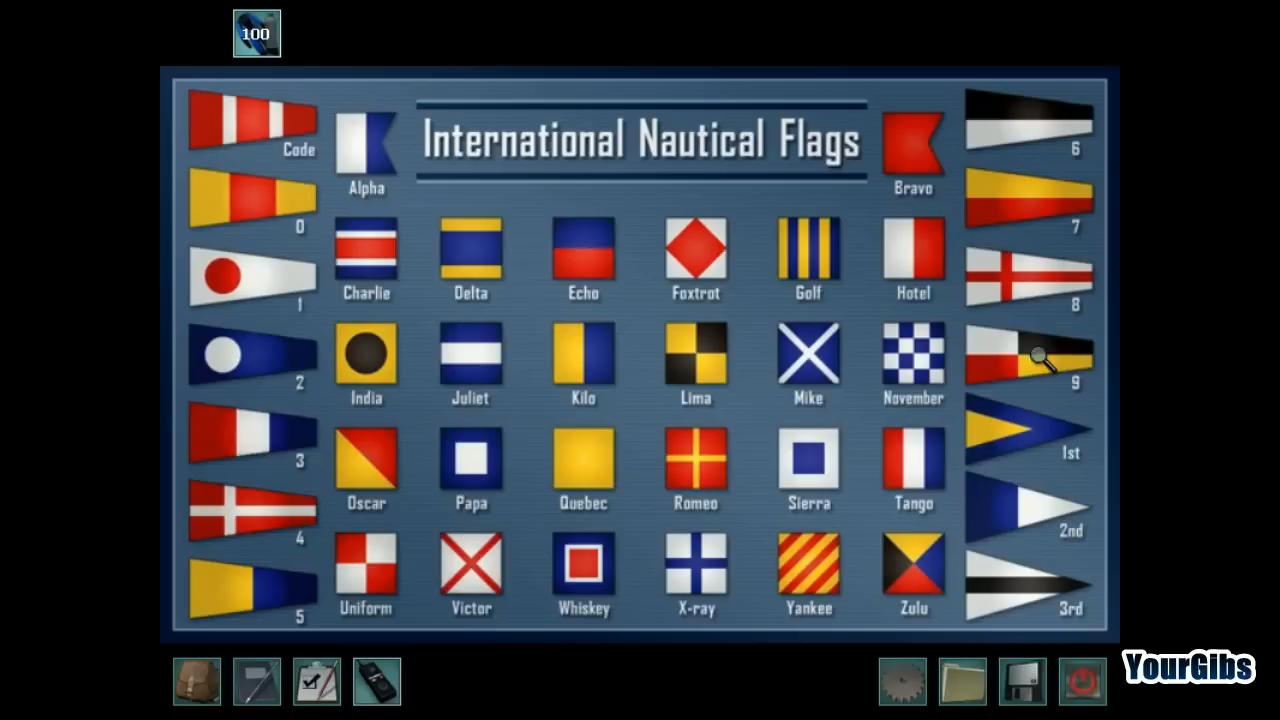 100
International Nautical Flags
Code
Alpha
Bravo
6
0
7
Charlie
Delta
Echo
Foxtrot
Golf
Hotel
1
8
India
Juliet
Kilo
Lima
Mike
November
2
9
3
1st
Oscar
Papa
Quebec
Romeo
Sierra
Tango
4
2nd
Uniform
Victor
Whiskey
X-ray
Yankee
Zulu
5
3rd
YourGibs